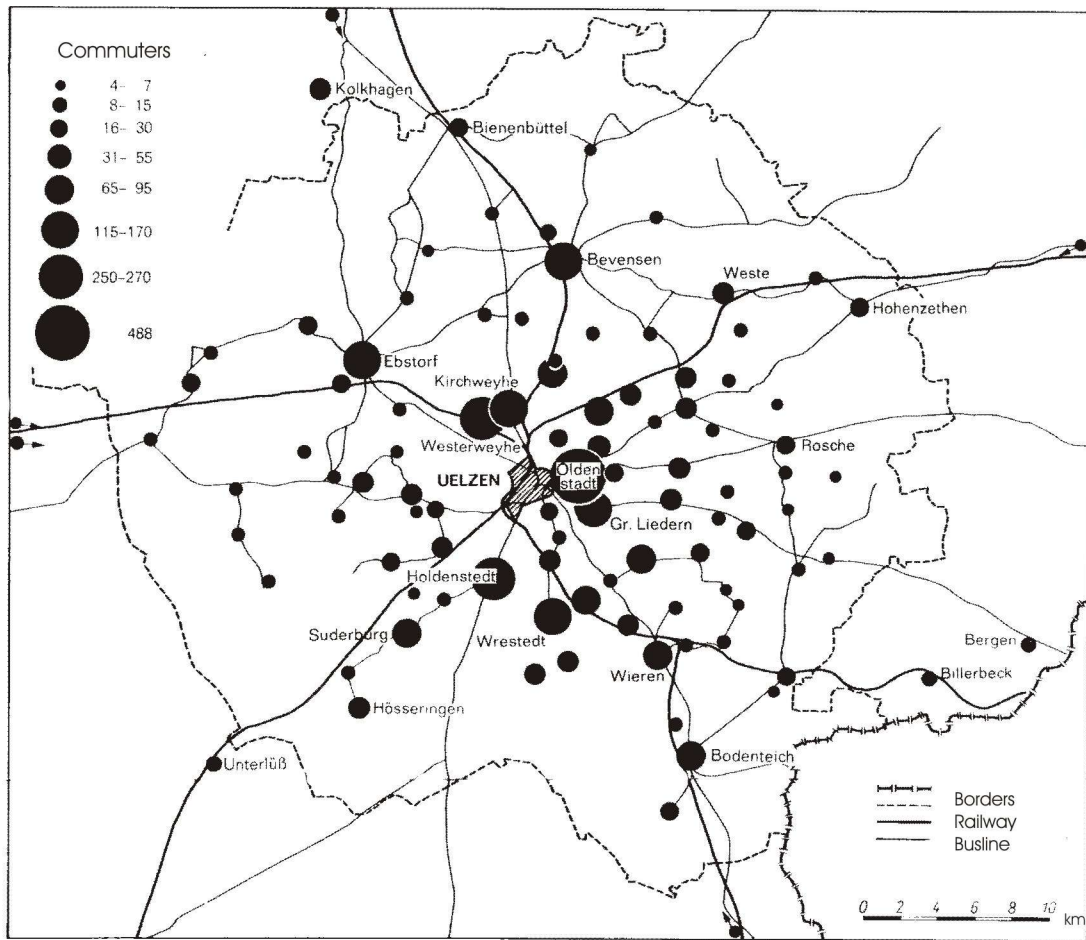 Commuters
4– 7
8– 15
16– 30
31– 55
65– 95
115–170
250–270
488
Kolkhagen
Bienenbüttel
Bevensen
Weste
Hohenzethen
Ebstorf
Kirchweyhe
Westerweyhe
Rosche
UELZEN
Olden
stadt
Gr. Liedern
Holdenstedt
Suderburg
Wrestedt
Wieren
Bergen
Billerbeck
Hösseringen
Unterlüß
Bodenteich
Borders
Railway
Busline
0 2 4 6 8 10 km